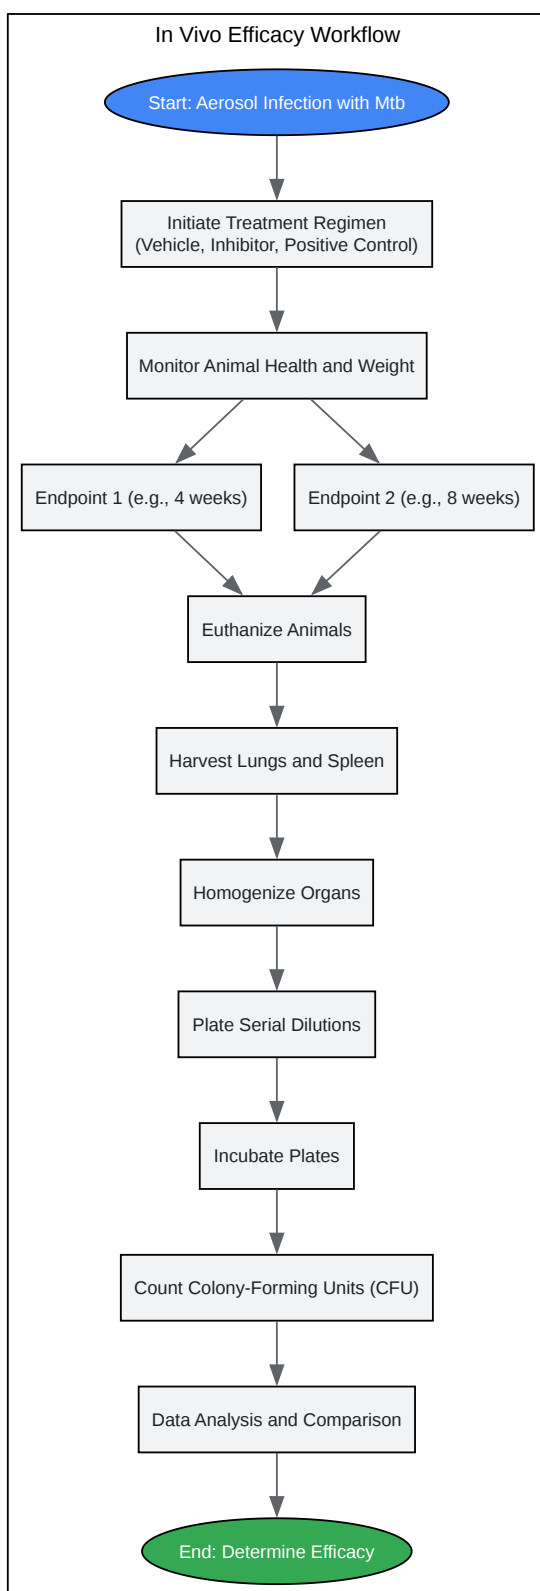 In Vivo Efficacy Workflow
Start: Aerosol Infection with Mtb
Initiate Treatment Regimen
(Vehicle, Inhibitor, Positive Control)
Monitor Animal Health and Weight
Endpoint 1 (e.g., 4 weeks)
Endpoint 2 (e.g., 8 weeks)
Euthanize Animals
Harvest Lungs and Spleen
Homogenize Organs
Plate Serial Dilutions
Incubate Plates
Count Colony-Forming Units (CFU)
Data Analysis and Comparison
End: Determine Efficacy